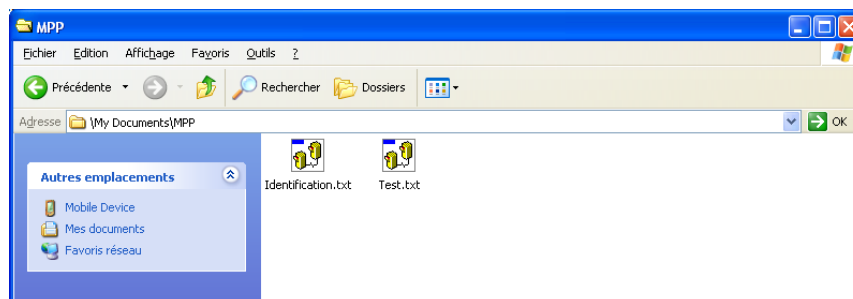 MPP
Fichier Edition Affichage Favoris Outils ?
Précédente Rechercher Dossiers
Adresse \My Documents\MPP OK
Autres emplacements
Mobile Device
Mes documents
Favoris réseau
Identification.txt Test.txt